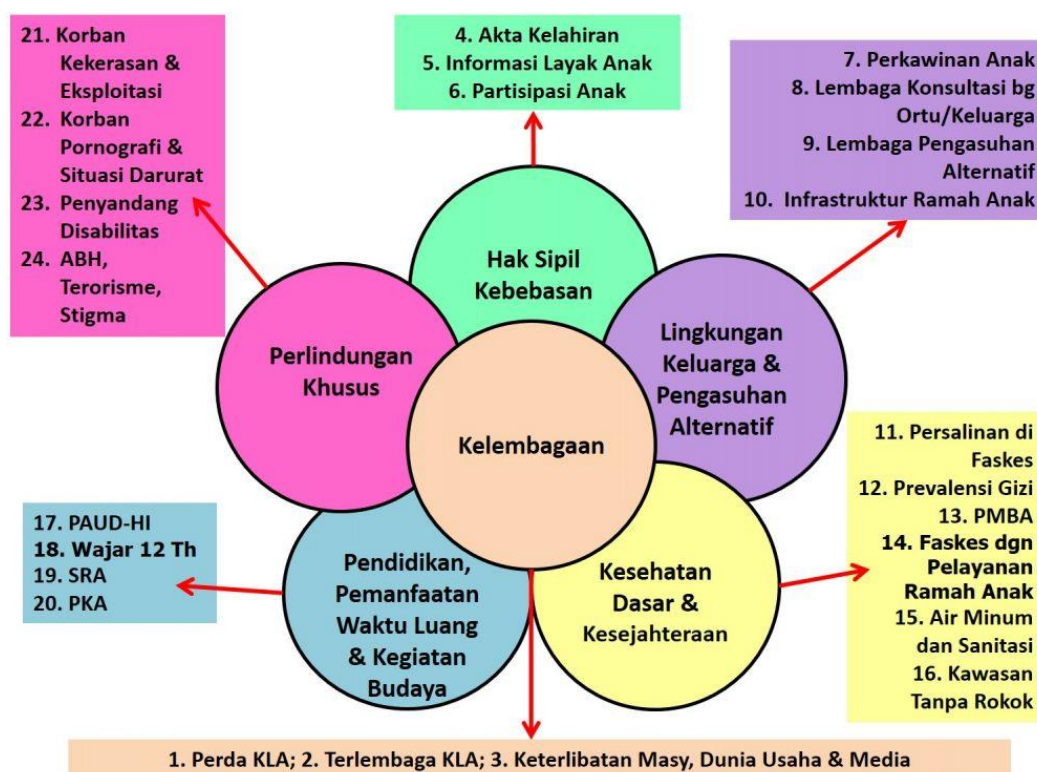 21. Korban
Kekerasan &
Eksploitasi
22. Korban
Pornografi &
Situasi Darurat
23. Penyandang
Disabilitas
24. ABH,
Terorisme,
Stigma
4. Akta Kelahiran
5. Informasi Layak Anak
6. Partisipasi Anak
7. Perkawinan Anak
8. Lembaga Konsultasi bg
Ortu/Keluarga
9. Lembaga Pengasuhan
Alternatif
10. Infrastruktur Ramah Anak
Hak Sipil
Kebebasan
Perlindungan
Khusus
Lingkungan
Keluarga &
Pengasuhan
Alternatif
Kelembagaan
11. Persalinan di
Faskes
12. Prevalensi Gizi
13. PMBA
14. Faskes dgn
Pelayanan
Ramah Anak
15. Air Minum
dan Sanitasi
16. Kawasan
Tanpa Rokok
17. PAUD-HI
18. Wajar 12 Th
19. SRA
20. PKA
Pendidikan,
Pemanfaatan
Waktu Luang
& Kegiatan
Budaya
Kesehatan
Dasar &
Kesejahteraan
1. Perda KLA; 2. Terlembaga KLA; 3. Keterlibatan Masy, Dunia Usaha & Media